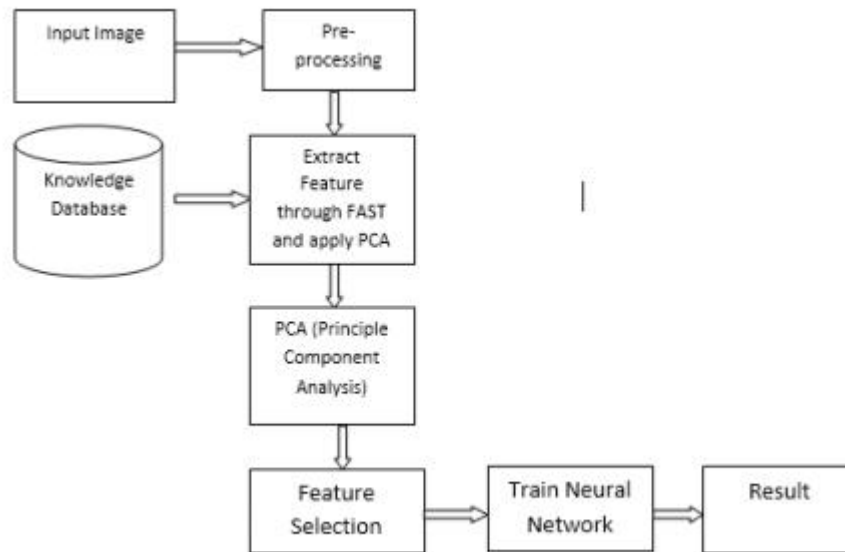 Input Image
Pre-
processing
Knowledge
Database
Extract
Feature
through FAST
and apply PCA
PCA (Principle
Component
Analysis)
Feature
Selection
Train Neural
Network
Result